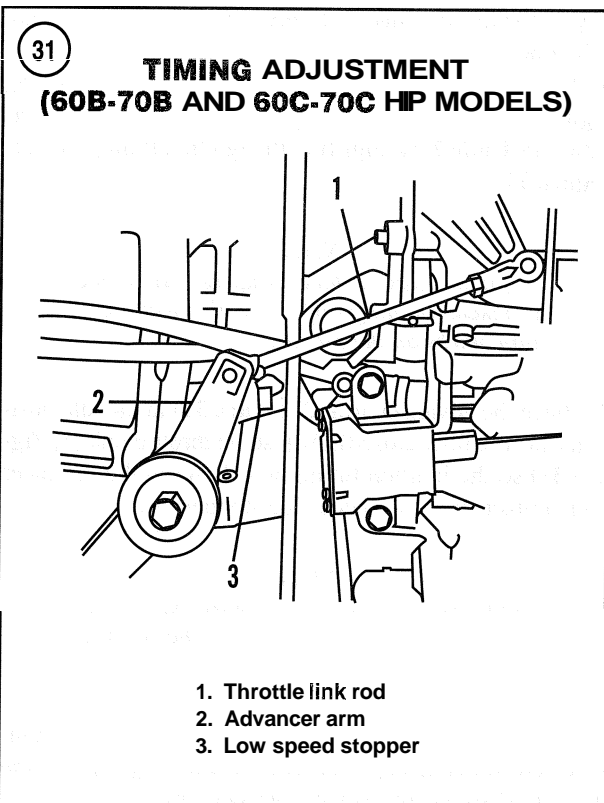 31
TIMING ADJUSTMENT
(60B-70B AND 60C-70C HIP MODELS)
1
2
3
1. Throttle link rod
2. Advancer arm
3. Low speed stopper